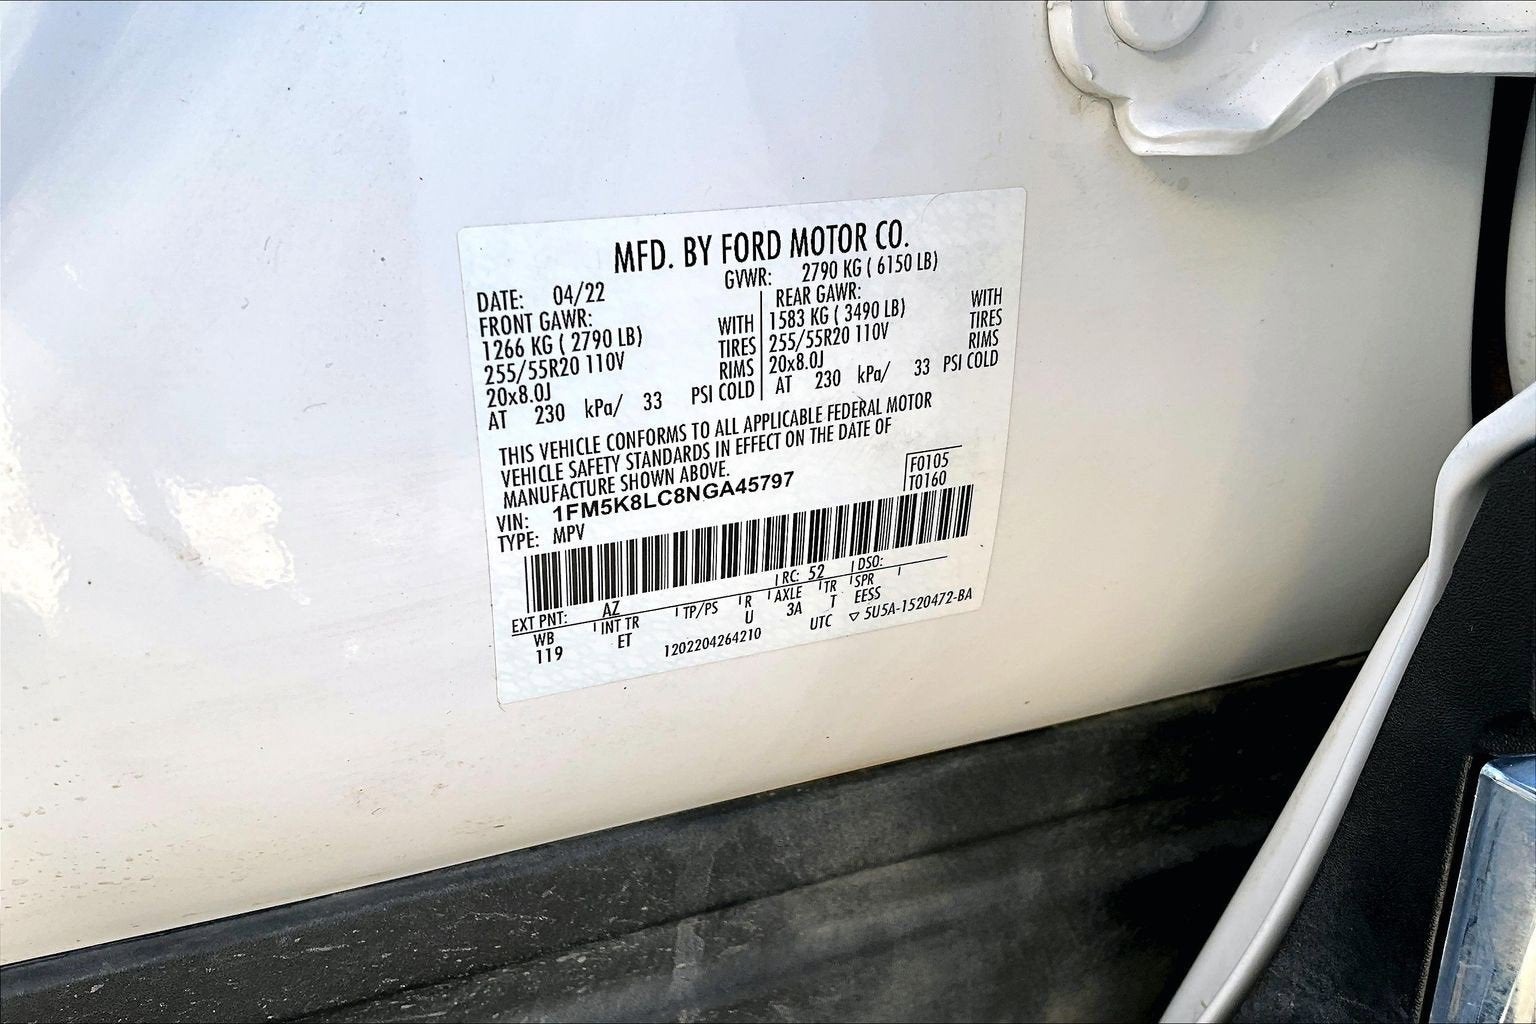 MFD. BY FORD MOTOR CO.
DATE: 04/22 GVWR: 2790 KG ( 6150 LB)
FRONT GAWR: WITH
1266 KG ( 2790 LB) TIRES
255/55R20 110V RIMS
20x8.0J
AT 230 kPa/ 33 PSI COLD
REAR GAWR: WITH
1583 KG ( 3490 LB) TIRES
255/55R20 110V RIMS
20x8.0J
AT 230 kPa/ 33 PSI COLD
THIS VEHICLE CONFORMS TO ALL APPLICABLE FEDERAL MOTOR
VEHICLE SAFETY STANDARDS IN EFFECT ON THE DATE OF
MANUFACTURE SHOWN ABOVE.
F0105
T0160
VIN: 1FM5K8LC8NGA45797
TYPE: MPV
EXT PNT: AZ RC: 52 DSO:
WB INT TR TP/PS R AXLE TR SPR
119 ET U 3A T EESS
1202204264210 UTC ▽ 5U5A-1520472-BA